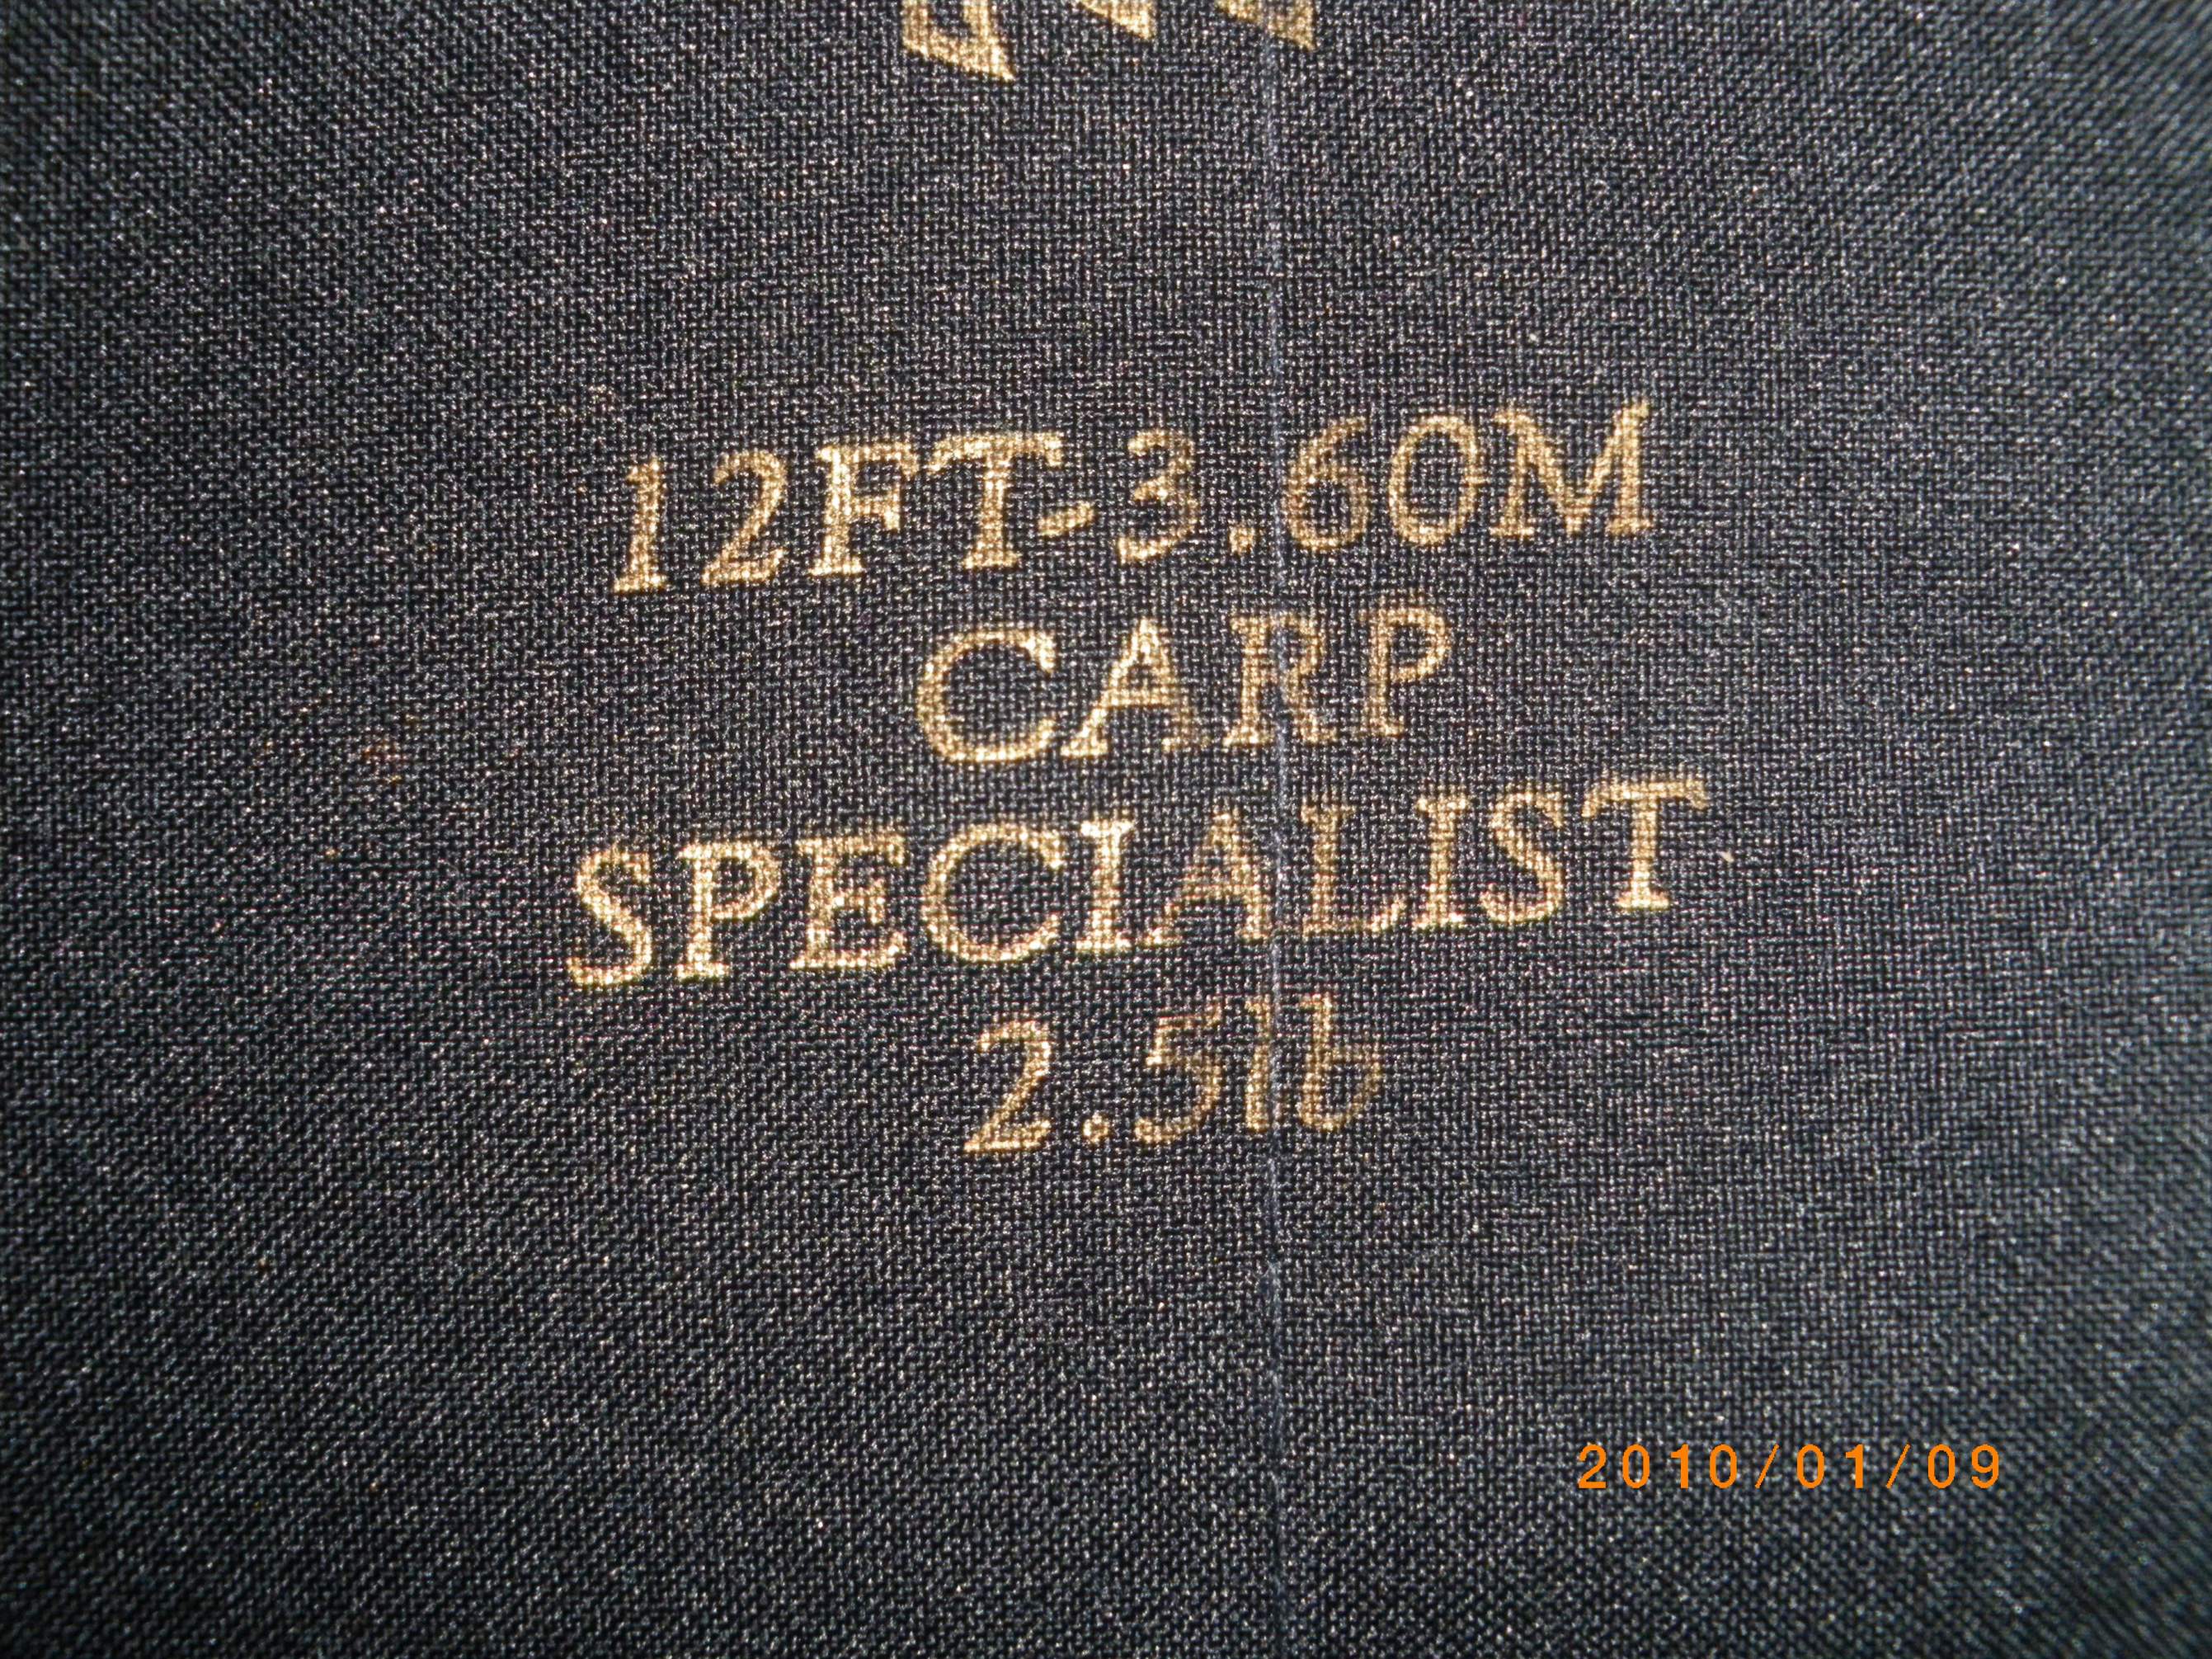 12FT-3.60M
CARP
SPECIALIST
2.5lb
2010/01/09